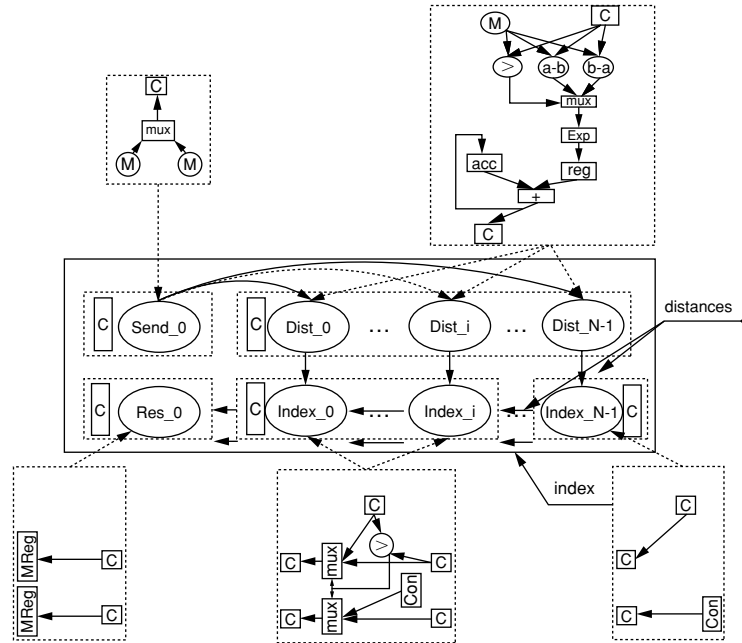 M C
> a-b b-a
mux
Exp
acc reg
+
C
C
mux
M M
C Send_0 C Dist_0 ... Dist_i ... Dist_N-1
distances
C Res_0 C Index_0 ... Index_i ... Index_N-1 C
index
MReg C
MReg C
C
>
C mux C
Con
C mux C
C
C
C Con